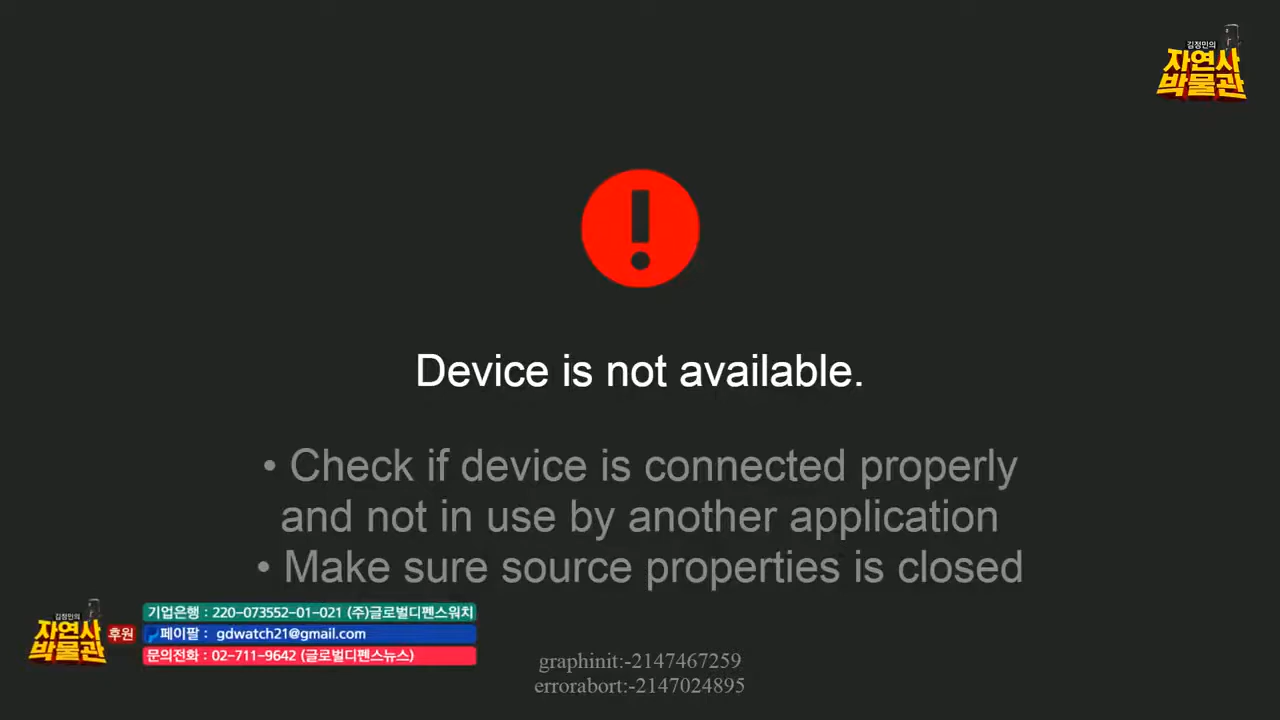 김정민의
자연사
박물관
Device is not available.
• Check if device is connected properly
and not in use by another application
• Make sure source properties is closed
김정민의
자연사
박물관
후원
기업은행 : 220-073552-01-021 (주)글로벌디펜스워치
페이팔 : gdwatch21@gmail.com
문의전화 : 02-711-9642 (글로벌디펜스뉴스)
graphinit:-2147467259
errorabort:-2147024895